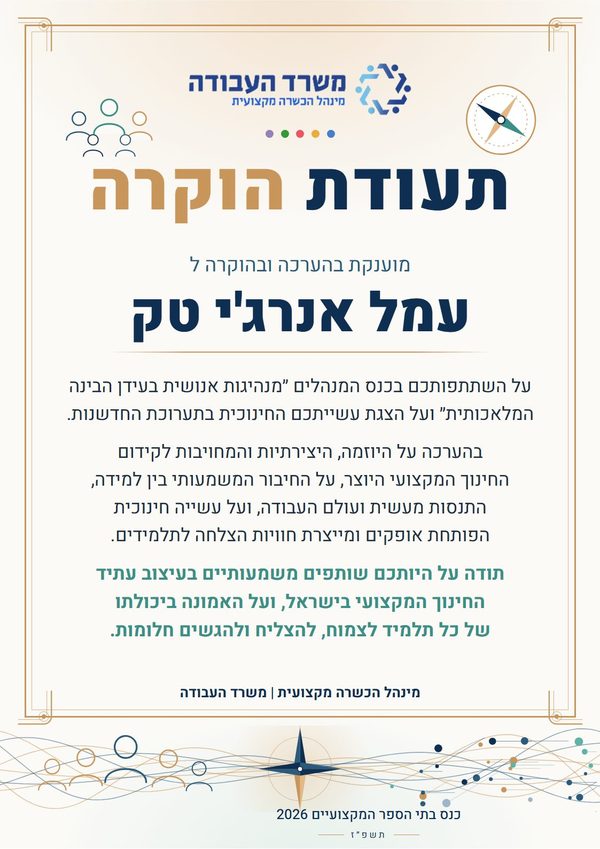 משרד העבודה
מינהל הכשרה מקצועית
תעודת הוקרה
מוענקת בהערכה ובהוקרה ל
עמל אנרג'י טק
על השתתפותכם בכנס המנהלים "מנהיגות אנושית בעידן הבינה
המלאכותית" ועל הצגת עשייתכם החינוכית בתערוכת החדשנות.
בהערכה על היוזמה, היצירתיות והמחויבות לקידום
החינוך המקצועי היוצר, על החיבור המשמעותי בין למידה,
התנסות מעשית ועולם העבודה, ועל עשייה חינוכית
הפותחת אופקים ומייצרת חוויות הצלחה לתלמידים.
תודה על היותכם שותפים משמעותיים בעיצוב עתיד
החינוך המקצועי בישראל, ועל האמונה ביכולתו
של כל תלמיד לצמוח, להצליח ולהגשים חלומות.
מינהל הכשרה מקצועית | משרד העבודה
כנס בתי הספר המקצועיים 2026
תשפ"ז